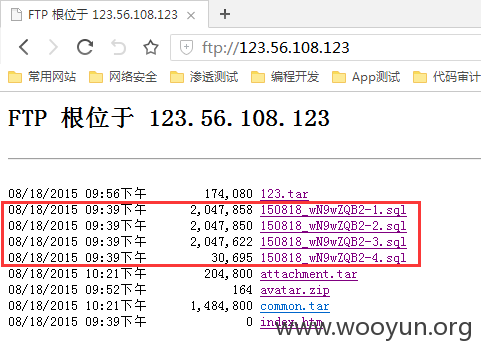 FTP 根位于 123.56.108.123
ftp://123.56.108.123
常用网站 网络安全 渗透测试 编程开发 App测试 代码审计
FTP 根位于 123.56.108.123
08/18/2015 09:56下午 174,080 123.tar
08/18/2015 09:39下午 2,047,858 150818_wN9wZQB2-1.sql
08/18/2015 09:39下午 2,047,850 150818_wN9wZQB2-2.sql
08/18/2015 09:39下午 2,047,622 150818_wN9wZQB2-3.sql
08/18/2015 09:39下午 30,695 150818_wN9wZQB2-4.sql
08/18/2015 10:21下午 204,800 attachment.tar
08/18/2015 09:52下午 164 avatar.zip
08/18/2015 10:21下午 1,484,800 common.tar
08/18/2015 09:39下午 0 index.htm
www.wooyun.org